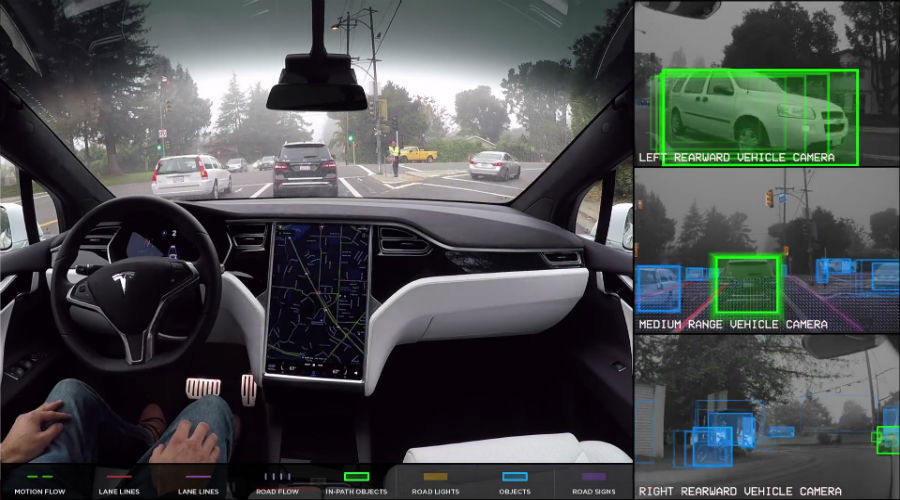 LEFT REARWARD VEHICLE CAMERA
MEDIUM RANGE VEHICLE CAMERA
RIGHT REARWARD VEHICLE CAMERA
MOTION FLOW
LANE LINES
LANE LINES
ROAD FLOW
IN-PATH OBJECTS
ROAD LIGHTS
OBJECTS
ROAD SIGNS